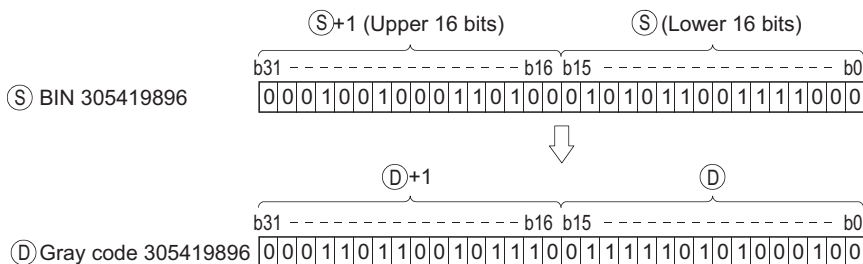 Ⓢ+1 (Upper 16 bits) Ⓢ (Lower 16 bits)
b31 b16 b15 b0
Ⓢ BIN 305419896 0 0 0 1 0 0 1 0 0 0 1 1 0 1 0 0 0 1 0 1 0 1 1 0 0 1 1 1 1 0 0 0
Ⓓ+1 Ⓓ
b31 b16 b15 b0
Ⓓ Gray code 305419896 0 0 0 1 1 0 1 1 0 0 1 0 1 1 1 0 0 1 1 1 1 1 0 1 0 1 0 0 0 1 0 0